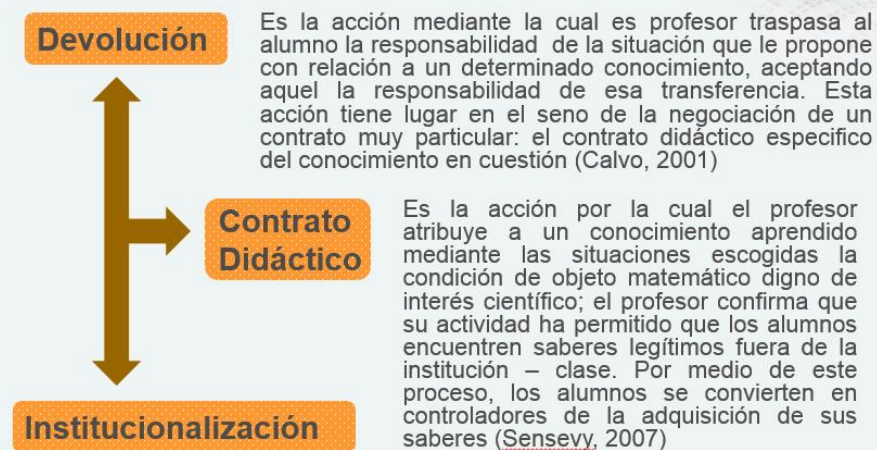 Devolución
Es la acción mediante la cual es profesor traspasa al
alumno la responsabilidad de la situación que le propone
con relación a un determinado conocimiento, aceptando
aquel la responsabilidad de esa transferencia. Esta
acción tiene lugar en el seno de la negociación de un
contrato muy particular: el contrato didáctico especifico
del conocimiento en cuestión (Calvo, 2001)
Contrato
Didáctico
Es la acción por la cual el profesor
atribuye a un conocimiento aprendido
mediante las situaciones escogidas la
condición de objeto matemático digno de
interés científico; el profesor confirma que
su actividad ha permitido que los alumnos
encuentren saberes legítimos fuera de la
institución – clase. Por medio de este
proceso, los alumnos se convierten en
controladores de la adquisición de sus
saberes (Sensevy, 2007)
Institucionalización